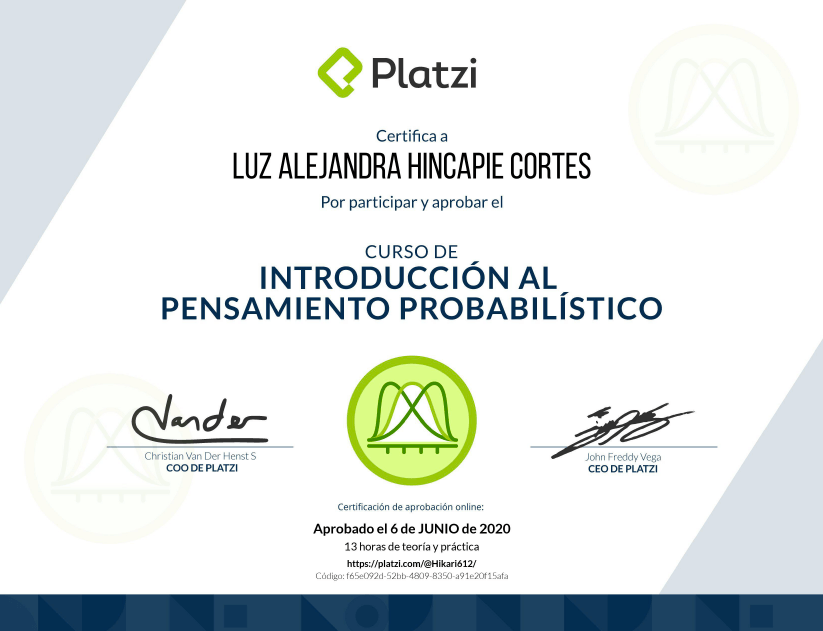 Platzi
Certifica a
LUZ ALEJANDRA HINCAPIE CORTES
Por participar y aprobar el
CURSO DE
INTRODUCCIÓN AL
PENSAMIENTO PROBABILÍSTICO
Vander
Christian Van Der Henst S
COO DE PLATZI
John Freddy Vega
CEO DE PLATZI
Certificación de aprobación online:
Aprobado el 6 de JUNIO de 2020
13 horas de teoría y práctica
https://platzi.com/@Hikari612/
Código: f65e092d-52bb-4809-8350-a91e20f15afa